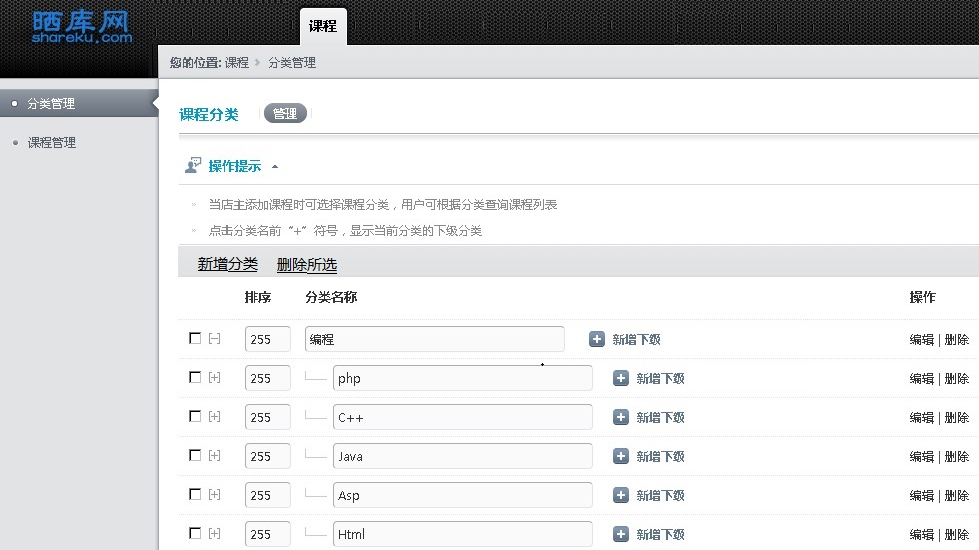 晒库网
shareku.com
课程
您的位置: 课程 分类管理
分类管理
课程管理
课程分类 管理
操作提示
当店主添加课程时可选择课程分类，用户可根据分类查询课程列表
点击分类名前“+”符号，显示当前分类的下级分类
新增分类 删除所选
排序 分类名称 操作
[-] 255 编程 新增下级 编辑 | 删除
[+] 255 php 新增下级 编辑 | 删除
[+] 255 C++ 新增下级 编辑 | 删除
[+] 255 Java 新增下级 编辑 | 删除
[+] 255 Asp 新增下级 编辑 | 删除
[+] 255 Html 新增下级 编辑 | 删除